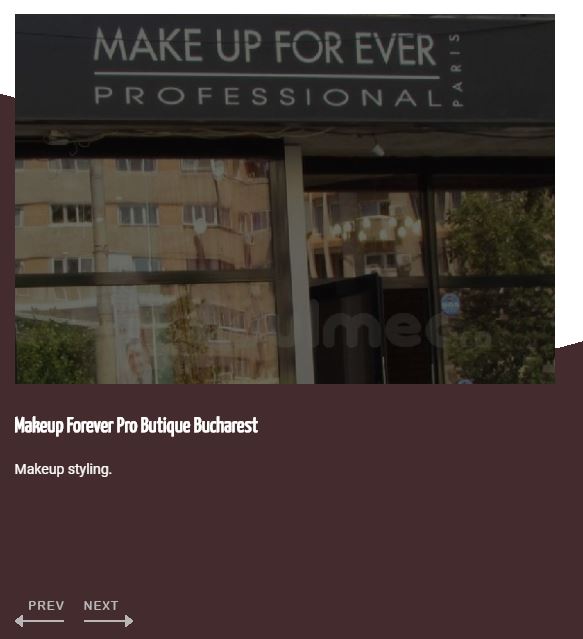 MAKE UP FOR EVER
PROFESSIONAL
PARIS
Makeup Forever Pro Butique Bucharest
Makeup styling.
PREV NEXT